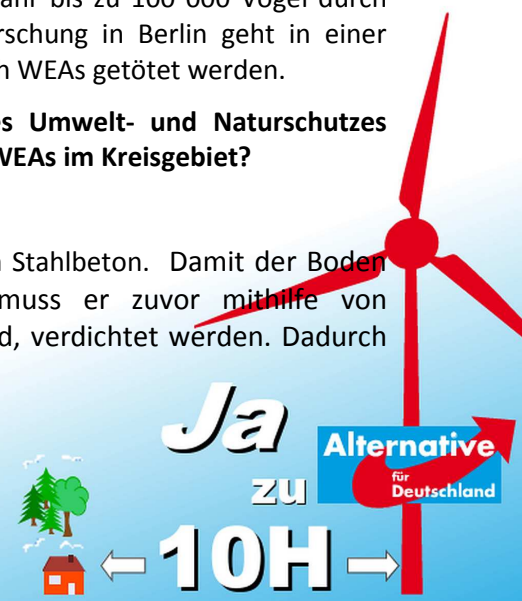 bis zu 100 000 Vögel durch
rschung in Berlin geht in einer
n WEAs getötet werden.
es Umwelt- und Naturschutzes
WEAs im Kreisgebiet?
Stahlbeton. Damit der Boden
muss er zuvor mithilfe von
d, verdichtet werden. Dadurch
Ja
zu
10H
Alternative
für
Deutschland